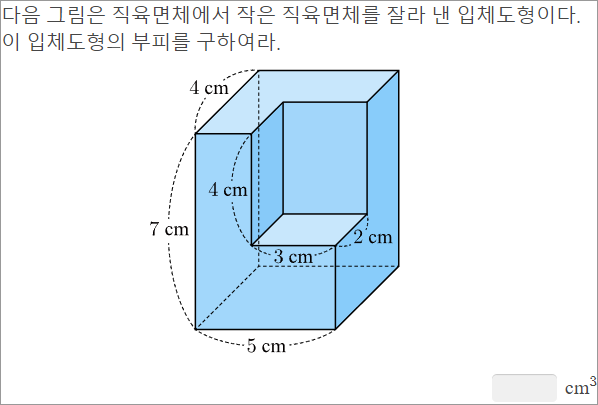 다음 그림은 직육면체에서 작은 직육면체를 잘라 낸 입체도형이다.
이 입체도형의 부피를 구하여라.
4 cm
4 cm
7 cm
2 cm
3 cm
5 cm
cm³